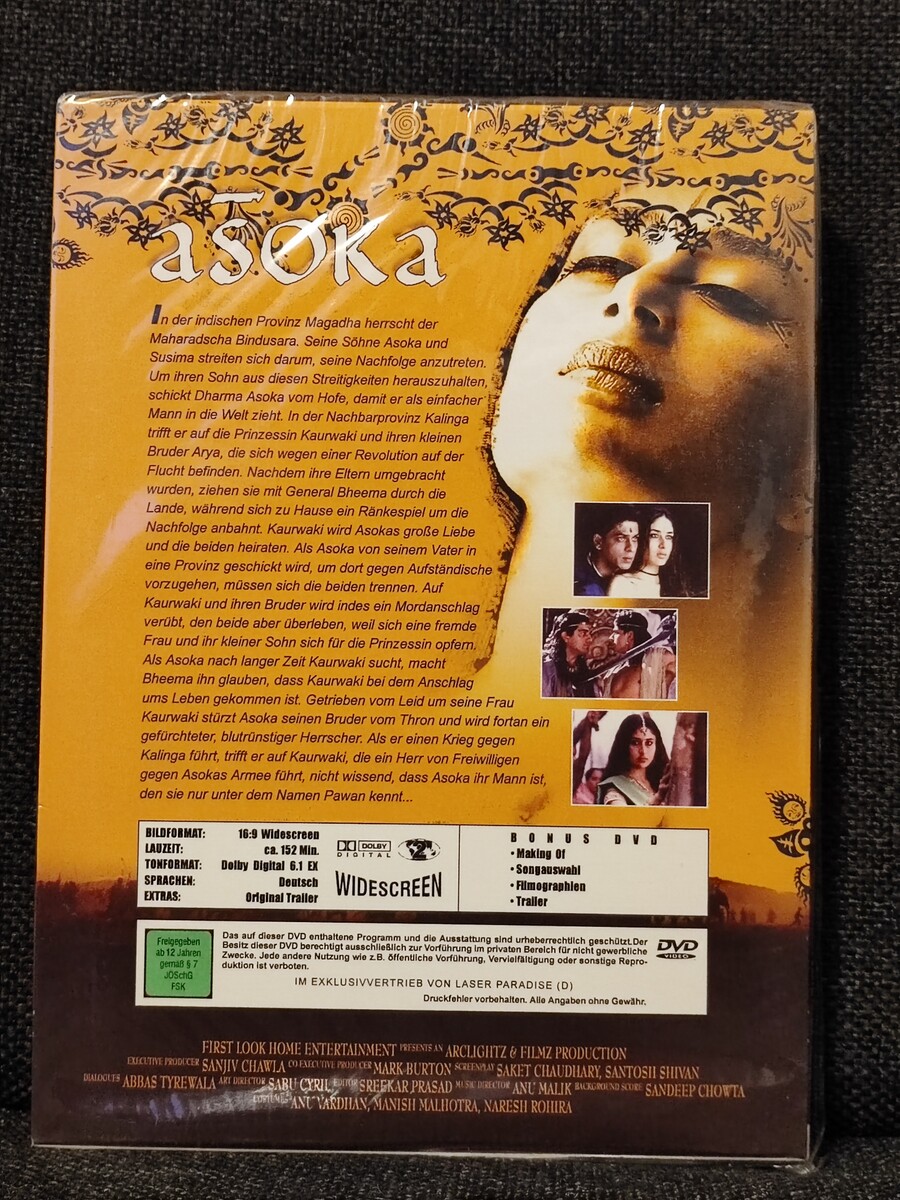 aśoka
In der indischen Provinz Magadha herrscht der
Maharadscha Bindusara. Seine Söhne Asoka und
Susima streiten sich darum, seine Nachfolge anzutreten.
Um ihren Sohn aus diesen Streitigkeiten herauszuhalten,
schickt Dharma Asoka vom Hofe, damit er als einfacher
Mann in die Welt zieht. In der Nachbarprovinz Kalinga
trifft er auf die Prinzessin Kaurwaki und ihren kleinen
Bruder Arya, die sich wegen einer Revolution auf der
Flucht befinden. Nachdem ihre Eltern umgebracht
wurden, ziehen sie mit General Bheema durch die
Lande, während sich zu Hause ein Ränkespiel um die
Nachfolge anbahnt. Kaurwaki wird Asokas große Liebe
und die beiden heiraten. Als Asoka von seinem Vater in
eine Provinz geschickt wird, um dort gegen Aufständische
vorzugehen, müssen sich die beiden trennen. Auf
Kaurwaki und ihren Bruder wird indes ein Mordanschlag
verübt, den beide aber überleben, weil sich eine fremde
Frau und ihr kleiner Sohn sich für die Prinzessin opfern.
Als Asoka nach langer Zeit Kaurwaki sucht, macht
Bheema ihn glauben, dass Kaurwaki bei dem Anschlag
ums Leben gekommen ist. Getrieben vom Leid um seine Frau
Kaurwaki stürzt Asoka seinen Bruder vom Thron und wird fortan ein
gefürchteter, blutrünstiger Herrscher. Als er einen Krieg gegen
Kalinga führt, trifft er auf Kaurwaki, die ein Herr von Freiwilligen
gegen Asokas Armee führt, nicht wissend, dass Asoka ihr Mann ist,
den sie nur unter dem Namen Pawan kennt...
BILDFORMAT: 16:9 Widescreen
LAUZEIT: ca. 152 Min.
TONFORMAT: Dolby Digital 6.1 EX
SPRACHEN: Deutsch
EXTRAS: Original Trailer
DOLBY
DIGITAL
2
WIDESCREEN
BONUS DVD
•Making Of
•Songauswahl
•Filmographien
•Trailer
Freigegeben
ab 12 Jahren
gemäß § 7
JÖSchG
FSK
Das auf dieser DVD enthaltene Programm und die Ausstattung sind urheberrechtlich geschützt.Der
Besitz dieser DVD berechtigt ausschließlich zur Vorführung im privaten Bereich für nicht gewerbliche
Zwecke. Jede andere Nutzung wie z.B. öffentliche Vorführung, Vervielfältigung oder sonstige Repro-
duktion ist verboten.
DVD
VIDEO
IM EXKLUSIVVERTRIEB VON LASER PARADISE (D)
Druckfehler vorbehalten. Alle Angaben ohne Gewähr.
FIRST LOOK HOME ENTERTAINMENT PRESENTS AN ARCLIGHTZ & FILMZ PRODUCTION
EXECUTIVE PRODUCER SANJIV CHAWLA CO EXECUTIVE PRODUCER MARK BURTON SCREENPLAY SAKET CHAUDHARY, SANTOSH SIVAN
DIALOGUES ABBAS TYREWALA ART DIRECTOR SABU CYRIL EDITOR SREEKAR PRASAD MUSIC DIRECTOR ANU MALIK BACKGROUND SCORE SANDEEP CHOWTA
COSTUMES ANU VARDHAN, MANISH MALHOTRA, NARESH ROHIRA